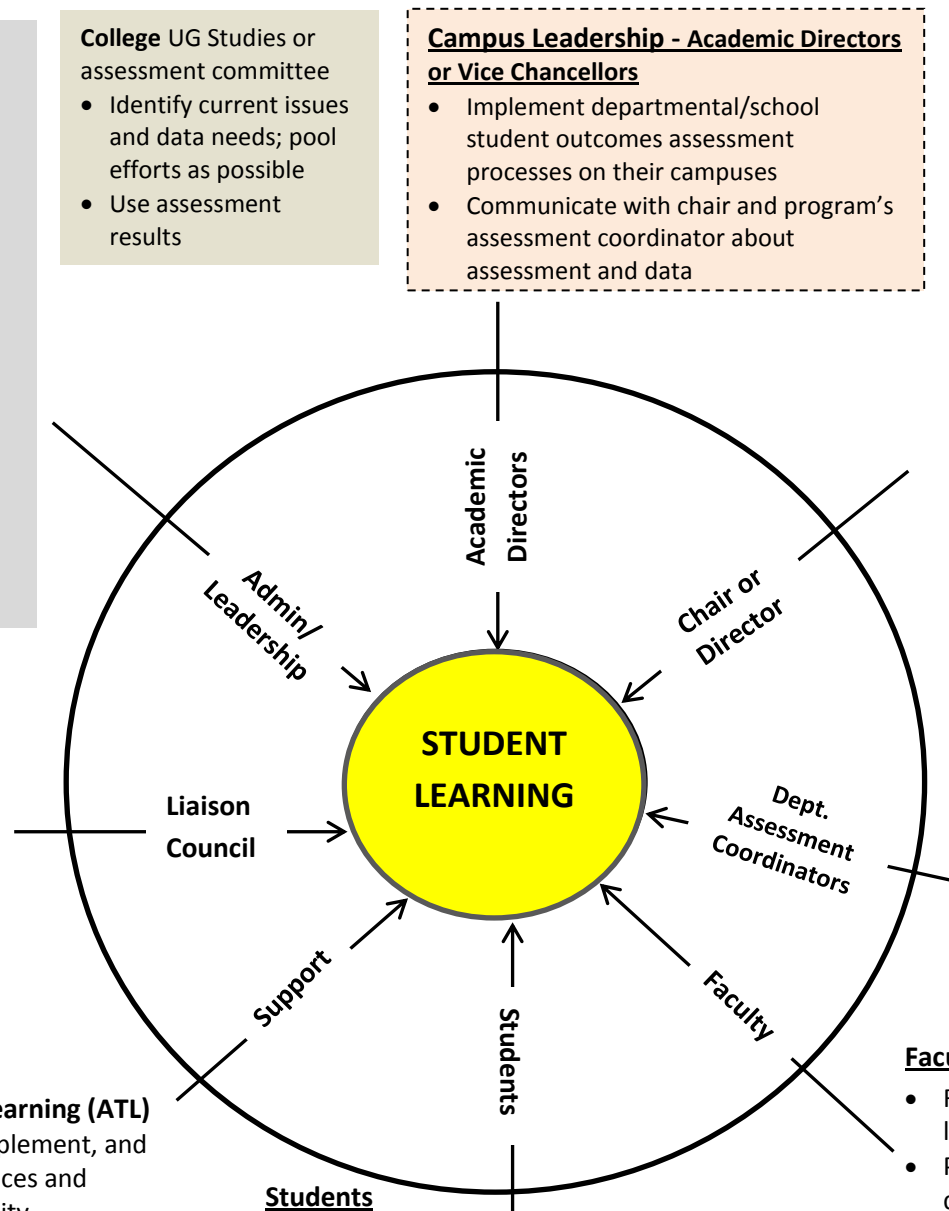 College UG Studies or
assessment committee
• Identify current issues
and data needs; pool
efforts as possible
• Use assessment
results
Campus Leadership - Academic Directors
or Vice Chancellors
• Implement departmental/school
student outcomes assessment
processes on their campuses
• Communicate with chair and program's
assessment coordinator about
assessment and data
Academic
Directors
Admin/
Leadership
Chair or
Director
STUDENT
LEARNING
Liaison
Council
Dept.
Assessment
Coordinators
Support
Students
Faculty
earning (ATL)
plement, and
ces and
Students